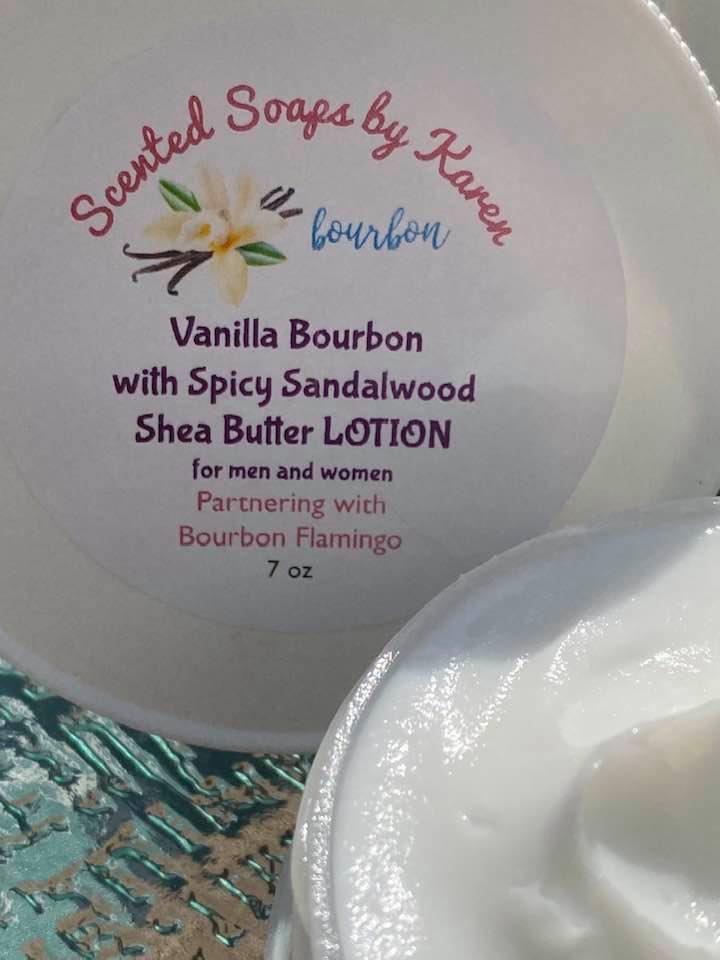 Scented Soaps by Karen
bourbon
Vanilla Bourbon
with Spicy Sandalwood
Shea Butter LOTION
for men and women
Partnering with
Bourbon Flamingo
7 oz